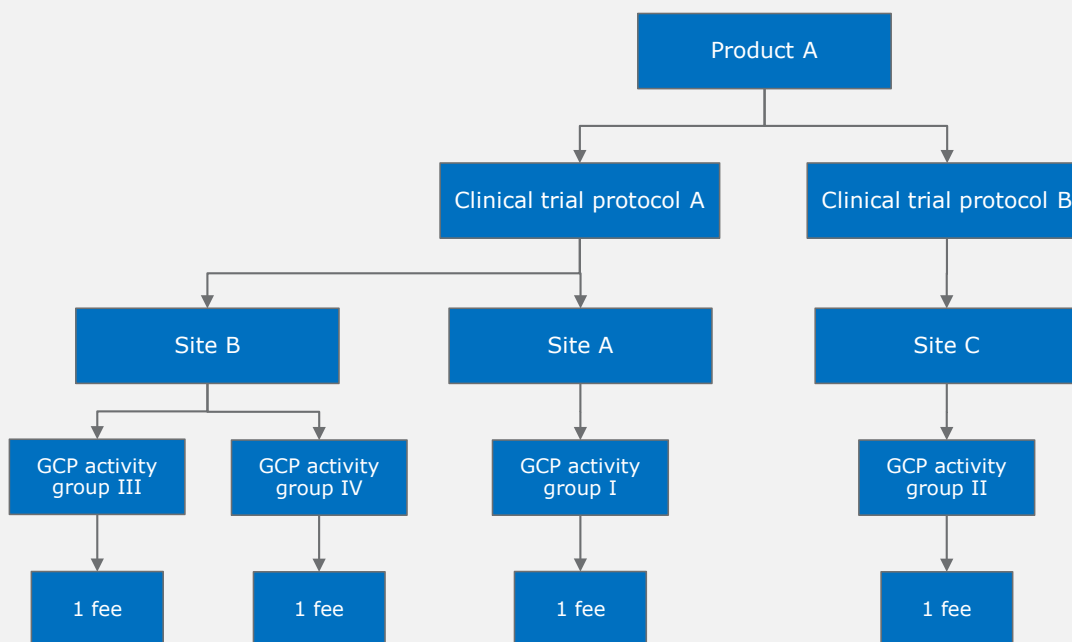 Product A
Clinical trial protocol A
Clinical trial protocol B
Site B
Site A
Site C
GCP activity
group III
GCP activity
group IV
GCP activity
group I
GCP activity
group II
1 fee
1 fee
1 fee
1 fee